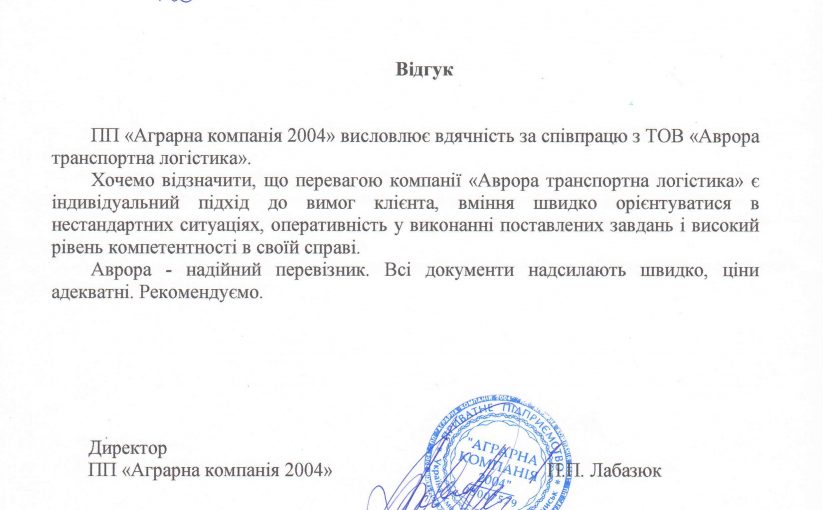 Відгук
ПП «Аграрна компанія 2004» висловлює вдячність за співпрацю з ТОВ «Аврора
транспортна логістика».
Хочемо відзначити, що перевагою компанії «Аврора транспортна логістика» є
індивідуальний підхід до вимог клієнта, вміння швидко орієнтуватися в
нестандартних ситуаціях, оперативність у виконанні поставлених завдань і високий
рівень компетентності в своїй справі.
Аврора - надійний перевізник. Всі документи надсилають швидко, ціни
адекватні. Рекомендуємо.
Директор
ПП «Аграрна компанія 2004»
П.П. Лабазюк
ПРИВАТНЕ ПІДПРИЄМСТВО
"АГРАРНА
КОМПАНІЯ
2004"